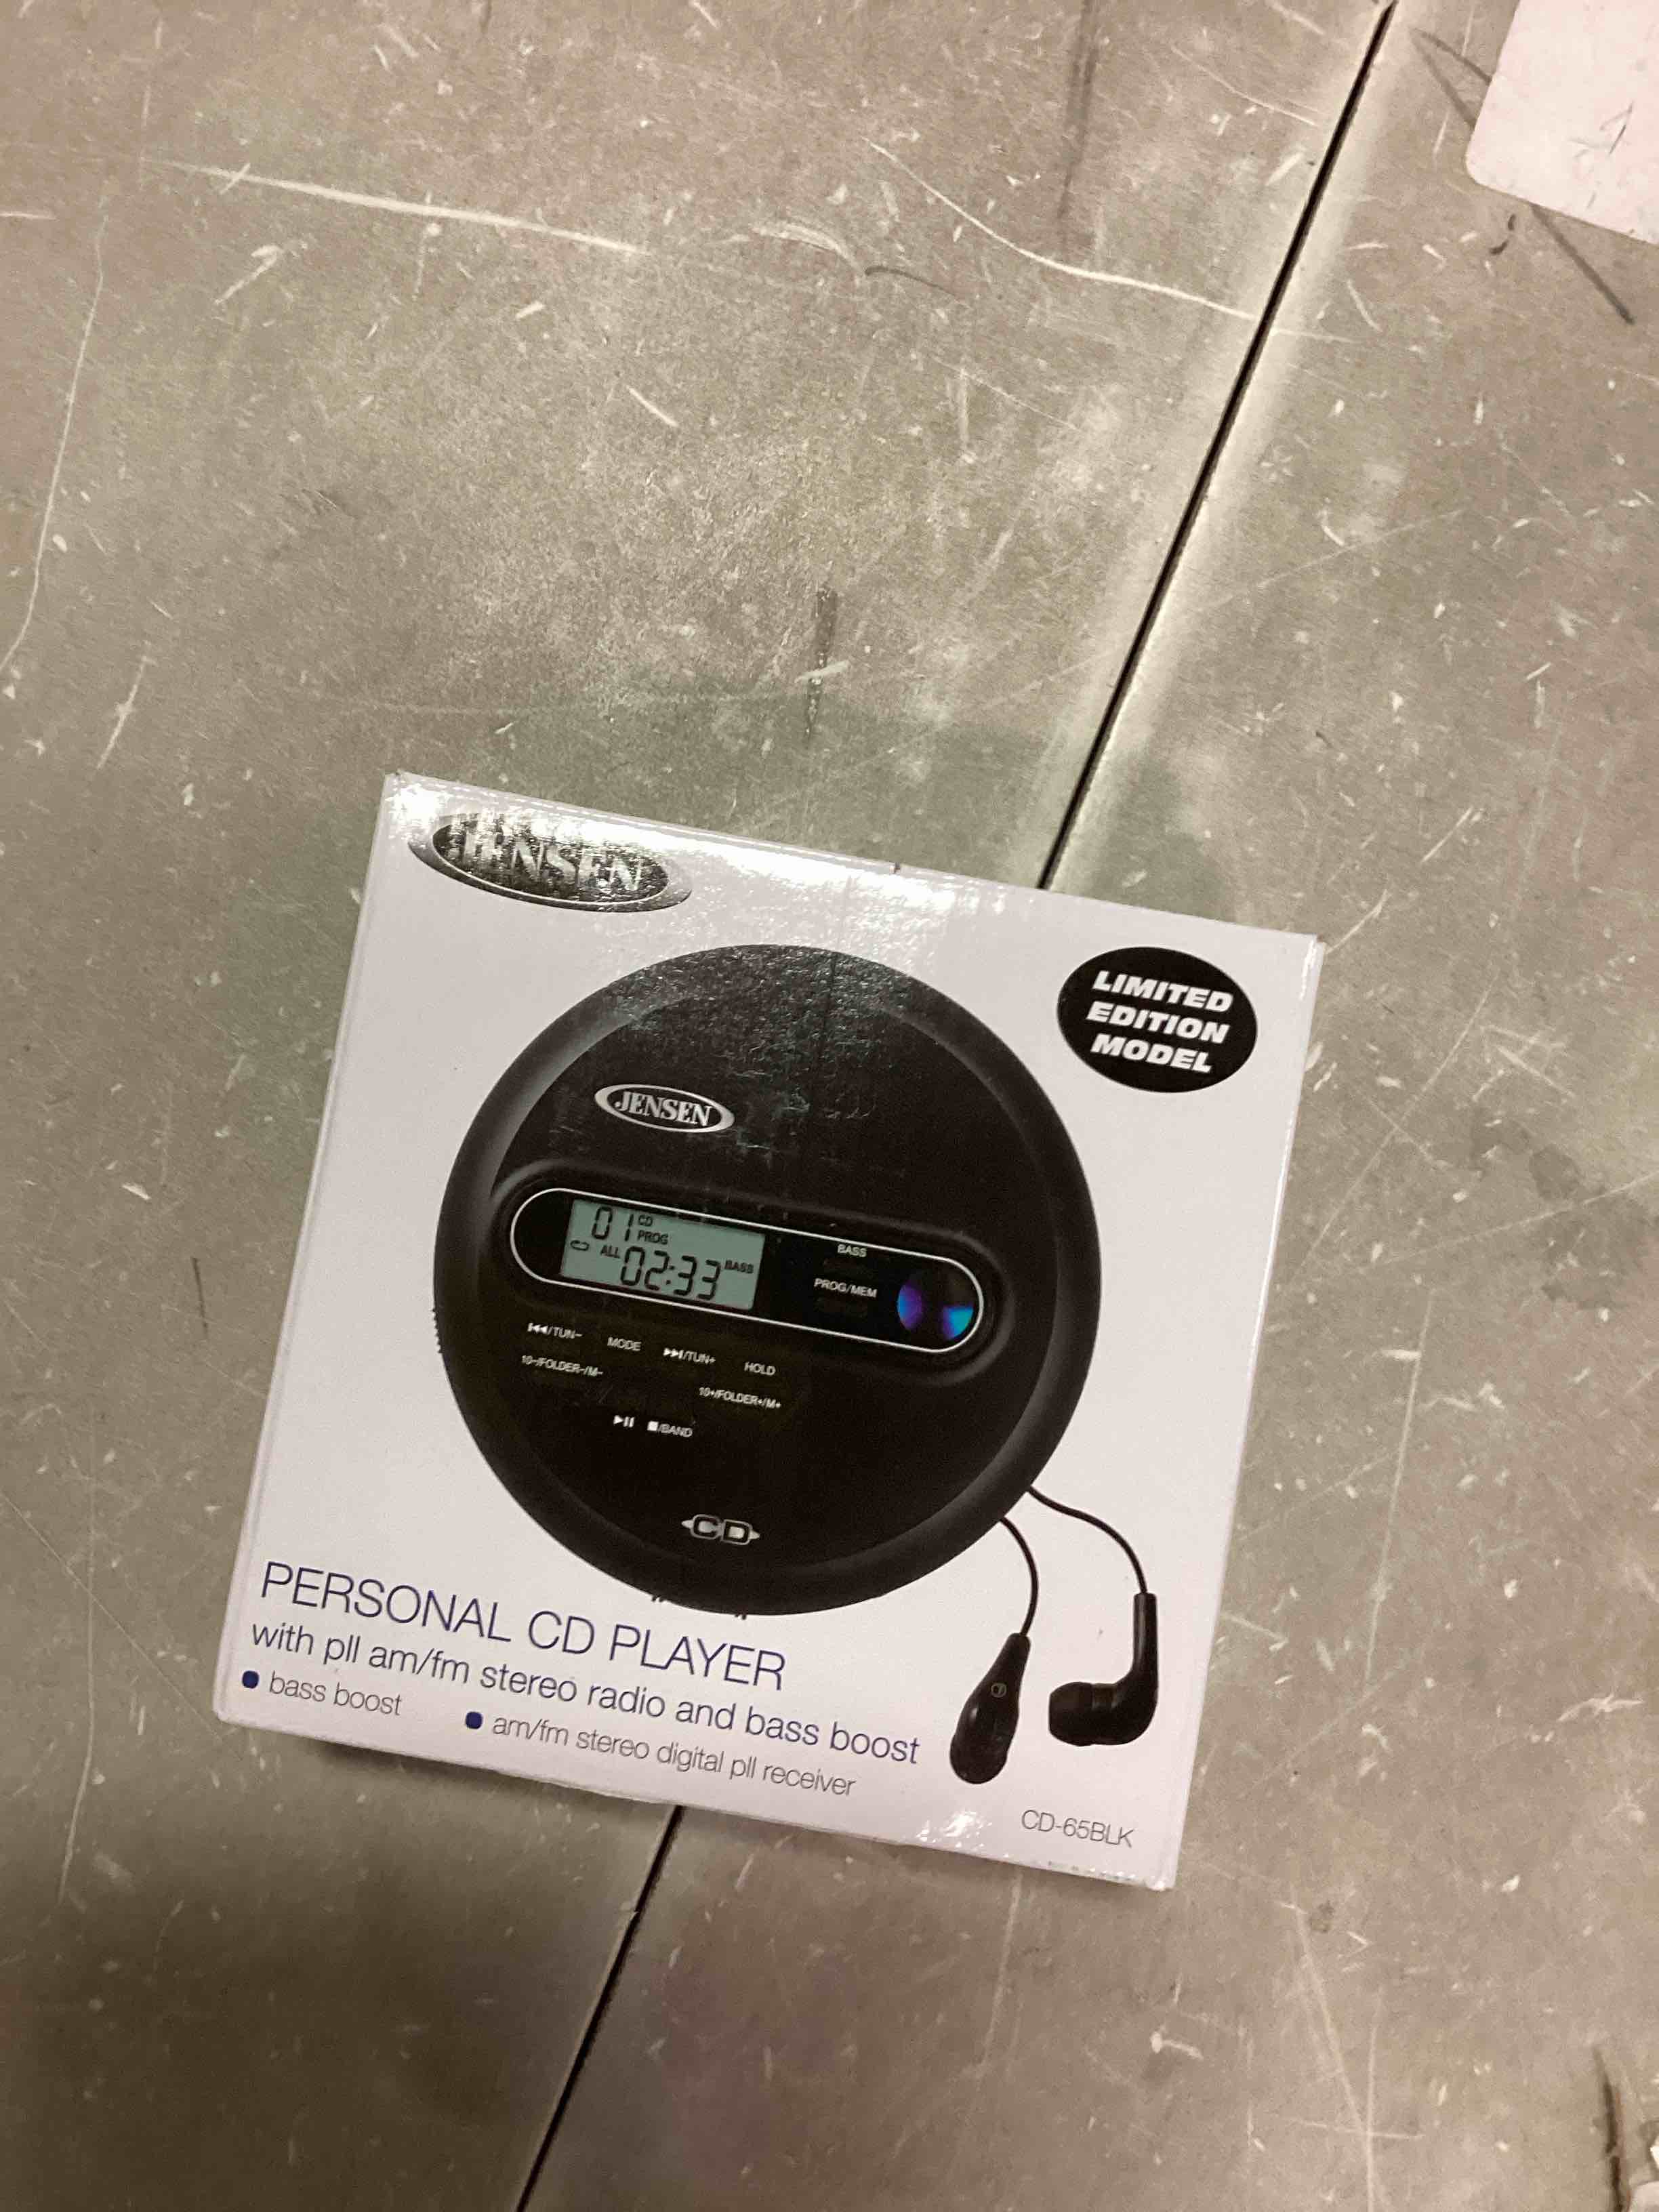 JENSEN
LIMITED
EDITION
MODEL
JENSEN
01 CD
PROG
ALL 02:33 BASS
BASS
PROG/MEM
⏮/TUN−
MODE
⏭/TUN+
HOLD
10−/FOLDER−/M−
10+/FOLDER+/M+
⏯ ■/BAND
CD
PERSONAL CD PLAYER
with pll am/fm stereo radio and bass boost
● bass boost
● am/fm stereo digital pll receiver
CD-65BLK